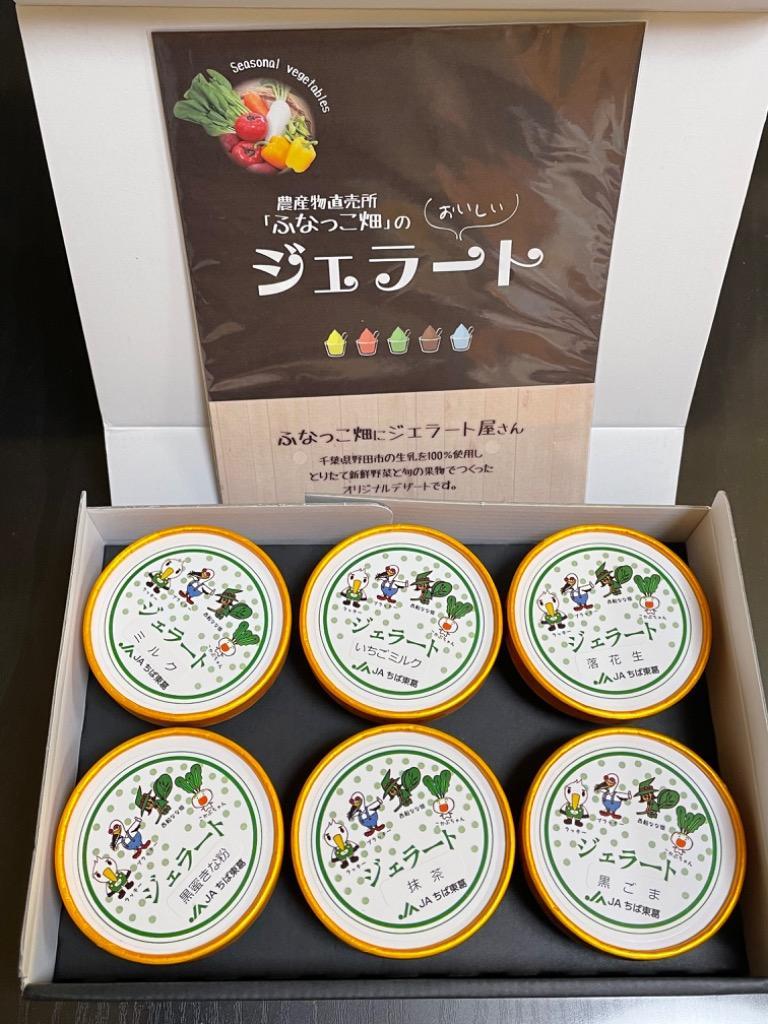 Seasonal vegetables
農産物直売所
「ふなっこ畑」の
おいしい
ジェラート
ふなっこ畑にジェラート屋さん
千葉県野田市の生乳を100%使用し
とりたて新鮮野菜と旬の果物でつくった
オリジナルデザートです。
ジェラート
ミルク
JAちば東葛
ジェラート
いちごミルク
JAちば東葛
ジェラート
落花生
JAちば東葛
ジェラート
黒蜜きな粉
JAちば東葛
ジェラート
抹茶
JAちば東葛
ジェラート
黒ごま
JAちば東葛